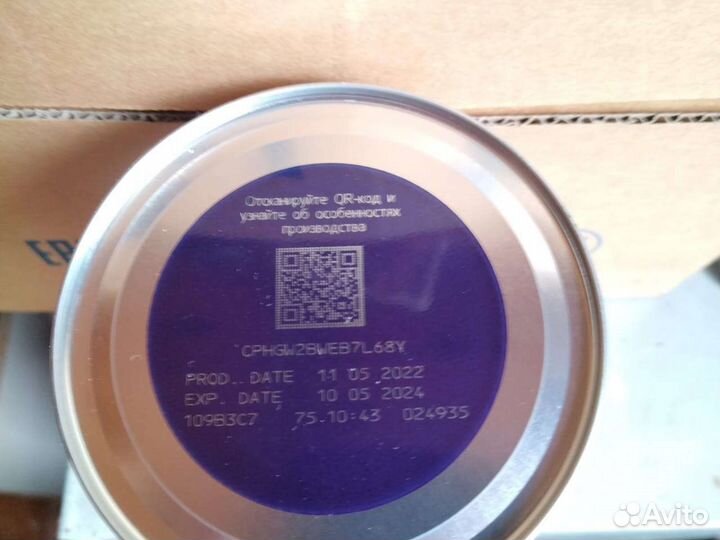 Отсканируйте QR-код и
узнайте об особенностях
производства
CPHGW2BWEB7L68Y
PROD. DATE 11 05 2022
EXP. DATE 10 05 2024
109B3C7 75.10:43 024935
Avito